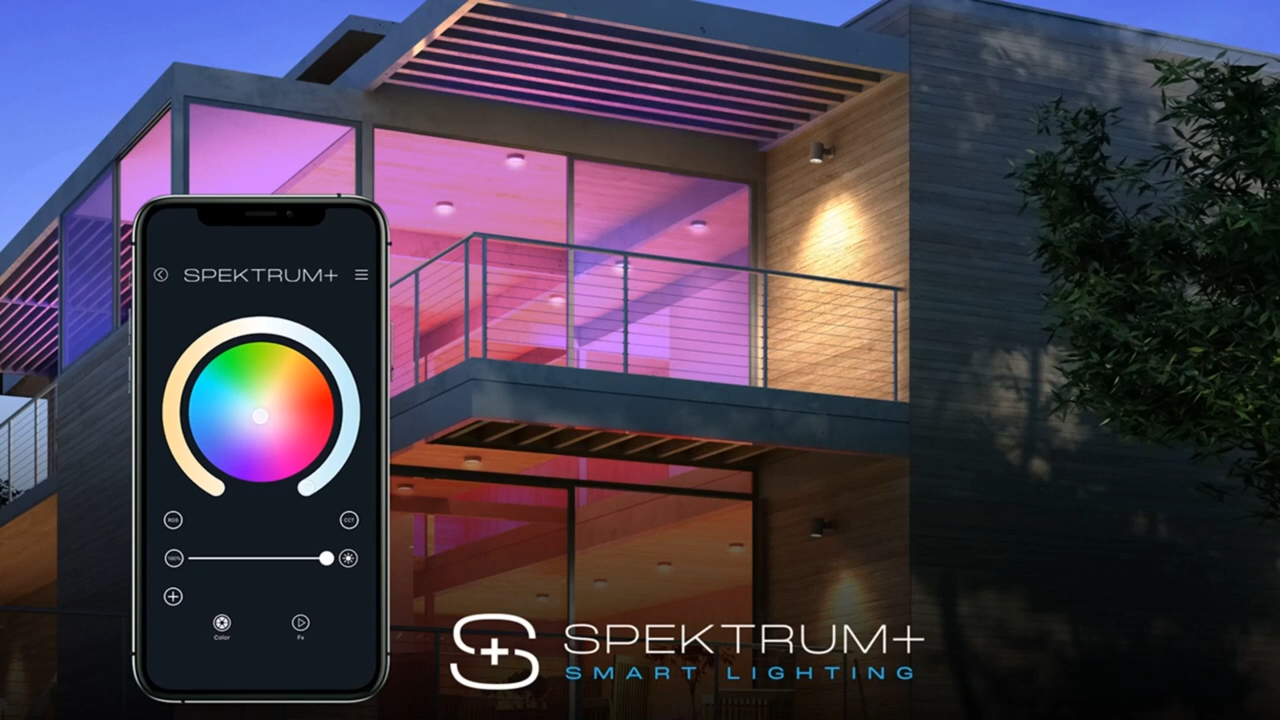 SPEKTRUM+
RGB
CCT
100%
Color
Fx
SPEKTRUM+
SMART LIGHTING